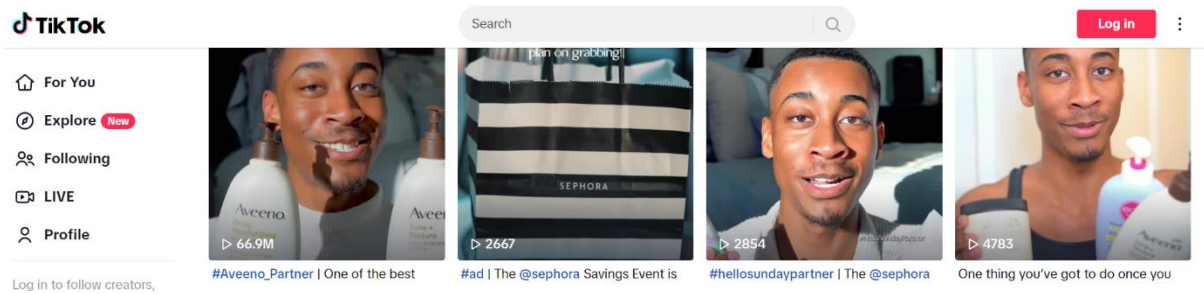 TikTok
Search
Log in
For You
Explore New
Following
LIVE
Profile
Log in to follow creators,
plan on grabbing!
SEPHORA
Aveeno
Aveeno
66.9M
2667
2854
4783
#Aveeno_Partner | One of the best
#ad | The @sephora Savings Event is
#hellosundaypartner | The @sephora
One thing you've got to do once you